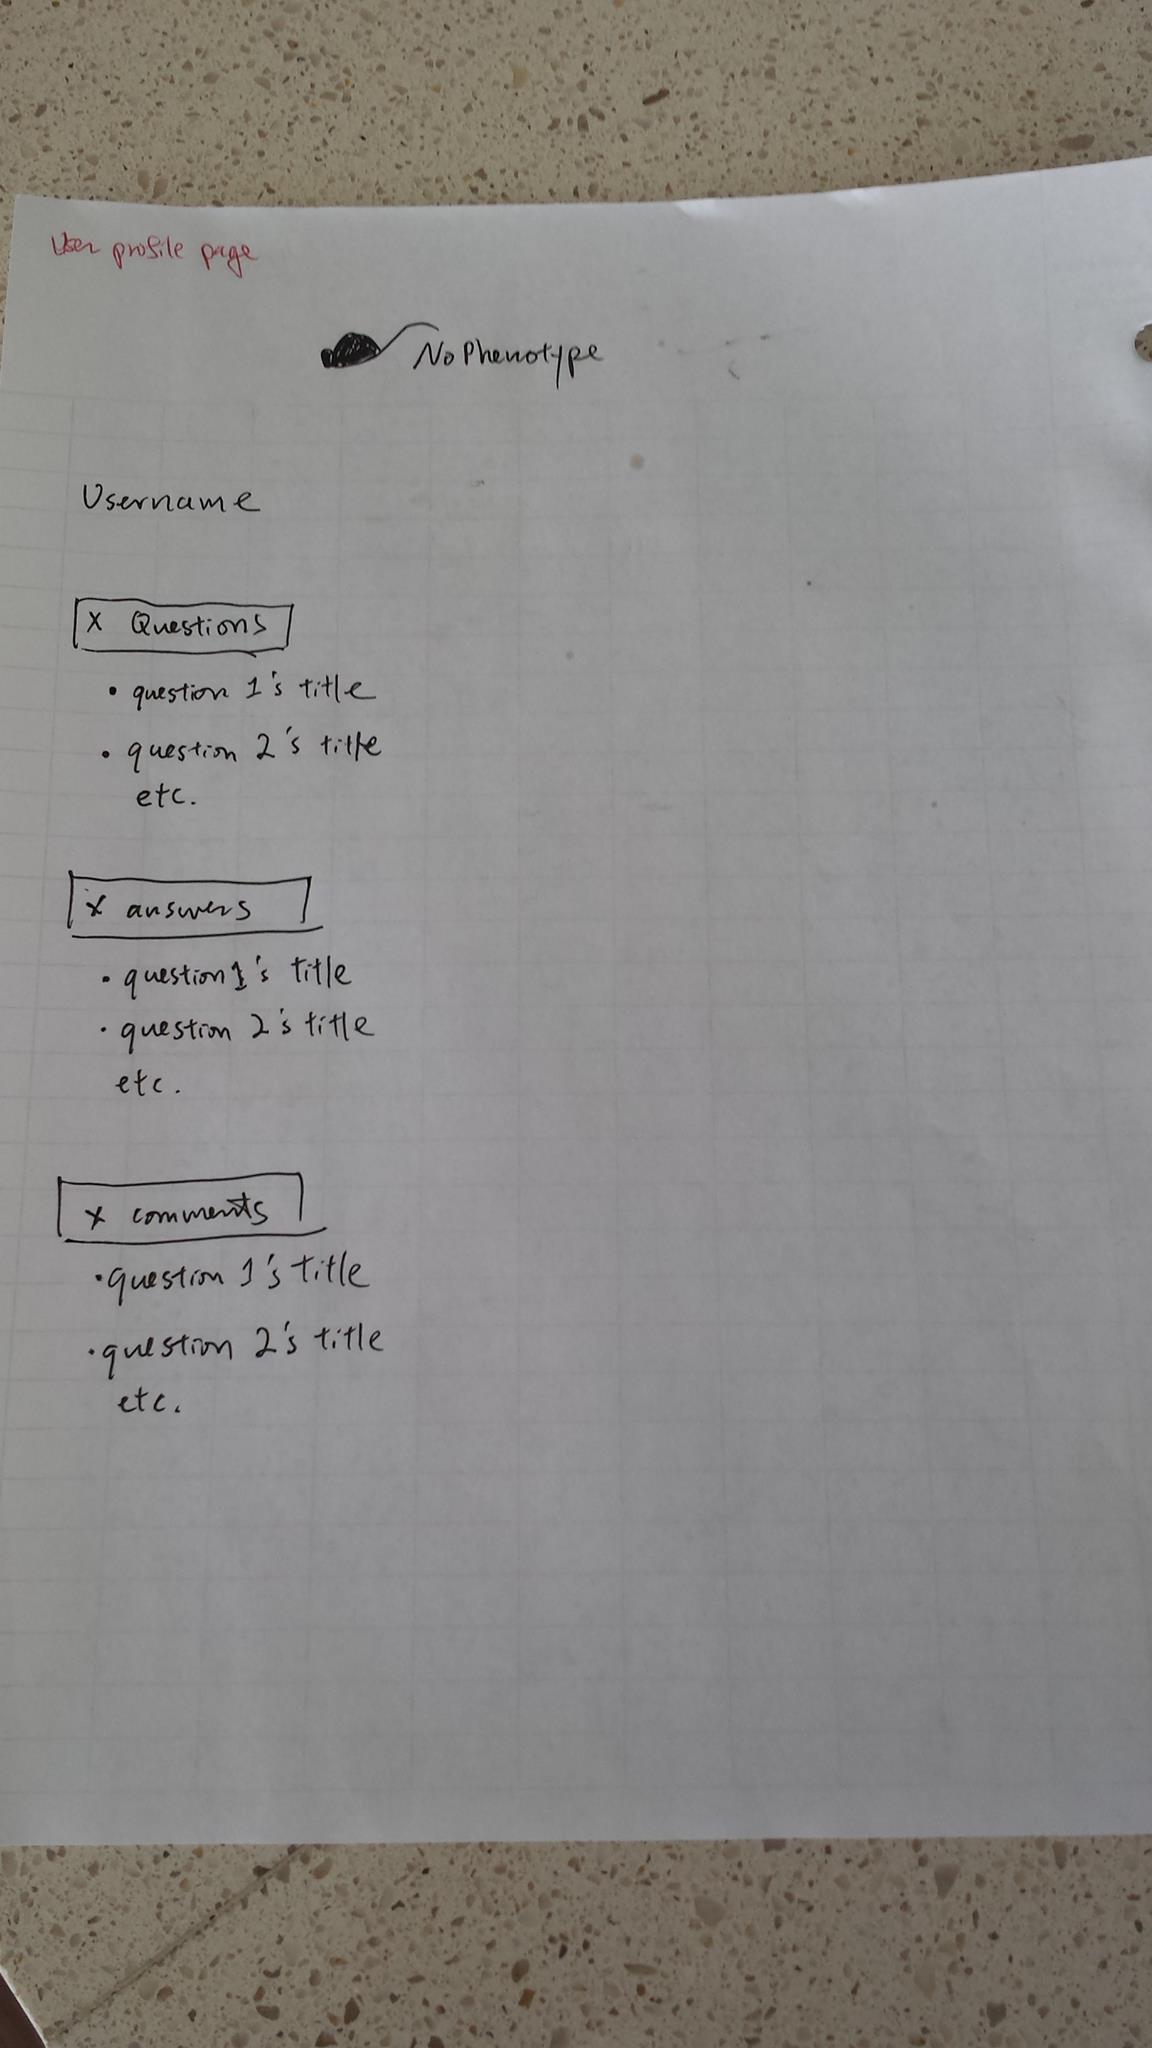 User profile page
NoPhenotype
Username
X Questions
• question 1's title
• question 2's title
etc.
X answers
• question 1's title
• question 2's title
etc.
X comments
• question 1's title
• question 2's title
etc.